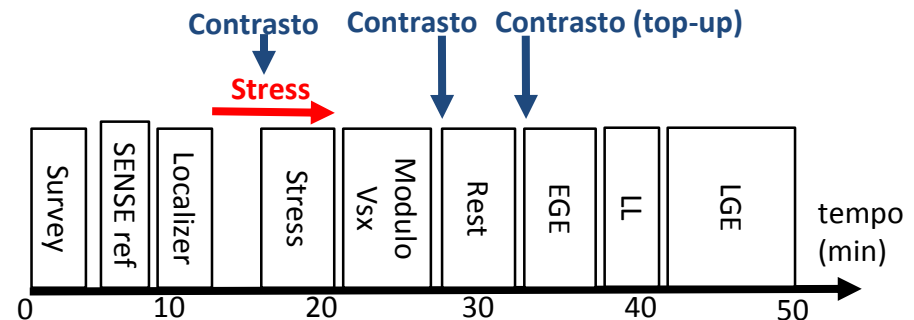 Contrasto Contrasto Contrasto (top-up)
Stress
Survey
SENSE ref
Localizer
Stress
Modulo
Vsx
Rest
EGE
LL
LGE
tempo
(min)
0 10 20 30 40 50